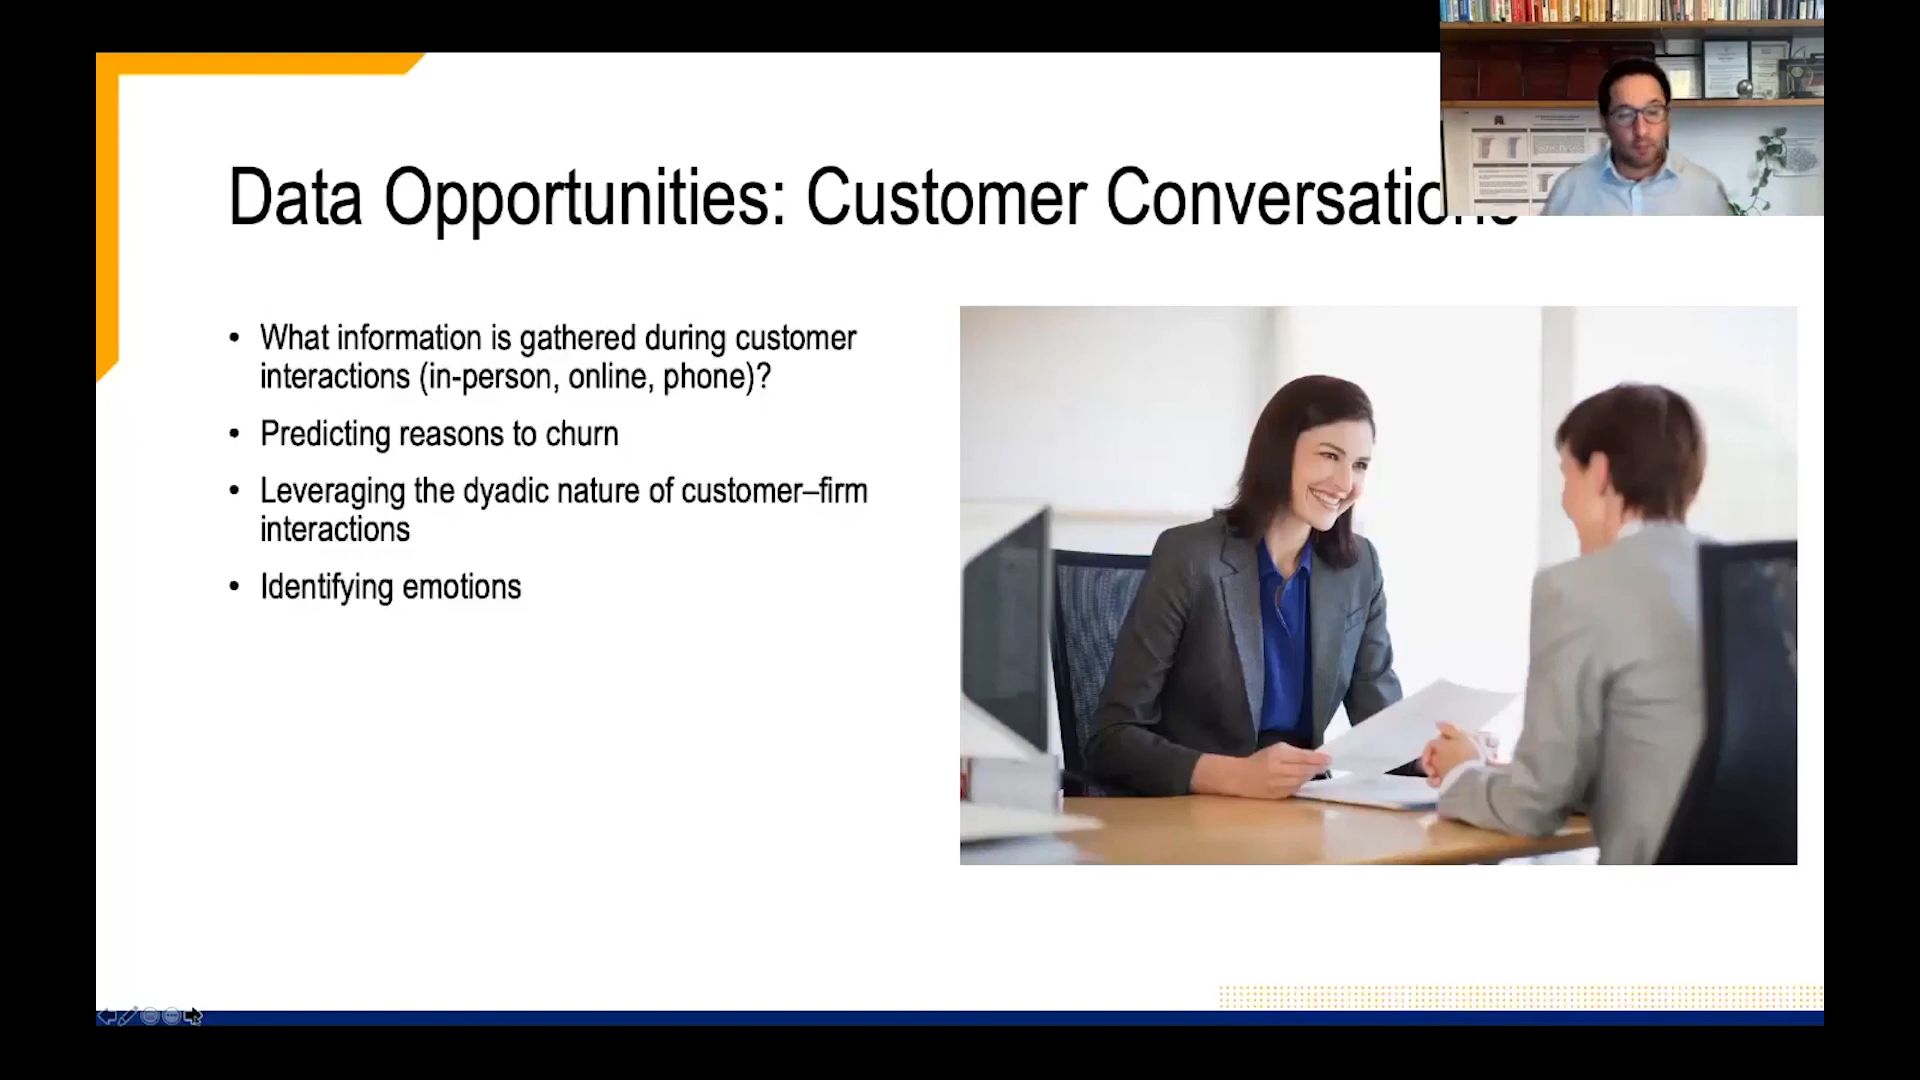 Data Opportunities: Customer Conversations
• What information is gathered during customer
interactions (in-person, online, phone)?
• Predicting reasons to churn
• Leveraging the dyadic nature of customer–firm
interactions
• Identifying emotions